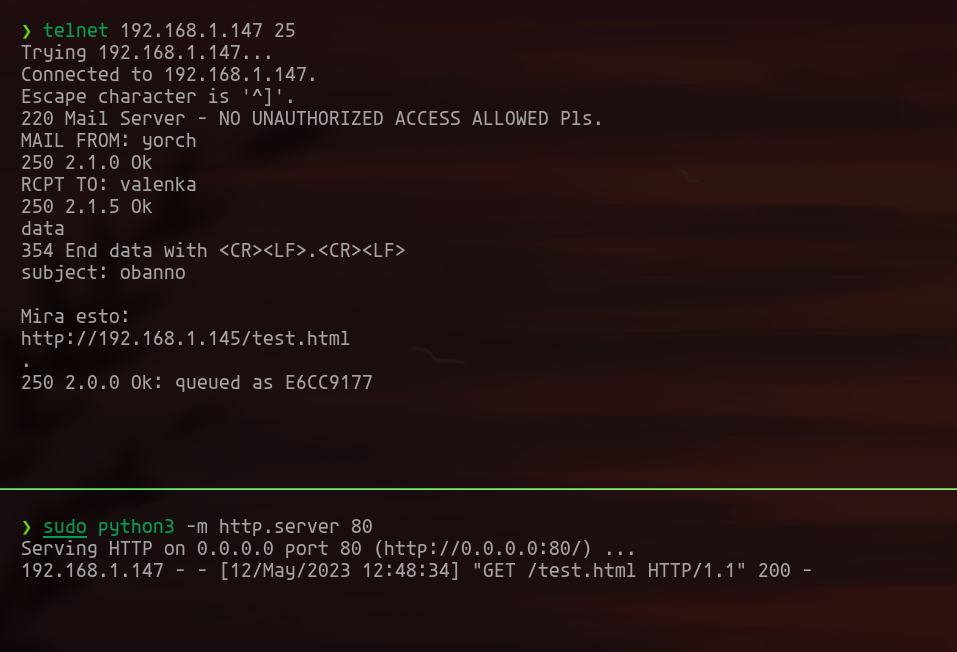 ❯ telnet 192.168.1.147 25
Trying 192.168.1.147...
Connected to 192.168.1.147.
Escape character is '^]'.
220 Mail Server - NO UNAUTHORIZED ACCESS ALLOWED Pls.
MAIL FROM: yorch
250 2.1.0 Ok
RCPT TO: valenka
250 2.1.5 Ok
data
354 End data with <CR><LF>.<CR><LF>
subject: obanno
Mira esto:
http://192.168.1.145/test.html
.
250 2.0.0 Ok: queued as E6CC9177
❯ sudo python3 -m http.server 80
Serving HTTP on 0.0.0.0 port 80 (http://0.0.0.0:80/) ...
192.168.1.147 - - [12/May/2023 12:48:34] "GET /test.html HTTP/1.1" 200 -